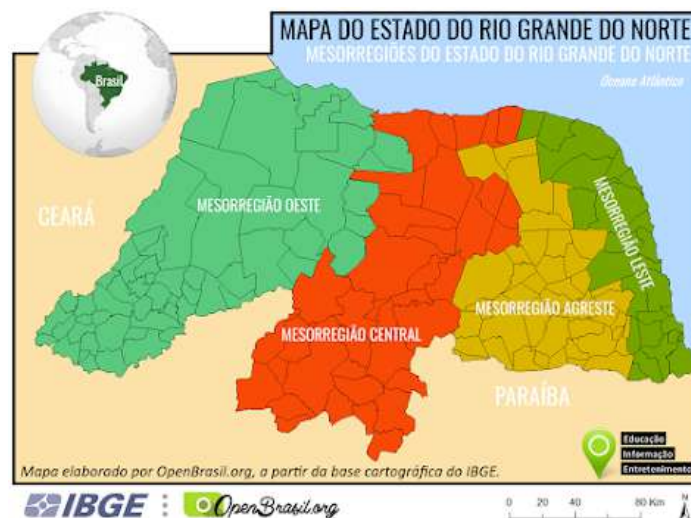 MAPA DO ESTADO DO RIO GRANDE DO NORTE
MESORREGIÕES DO ESTADO DO RIO GRANDE DO NORTE
Oceano Atlântico
Brasil
CEARÁ
MESORREGIÃO OESTE
MESORREGIÃO LESTE
MESORREGIÃO AGRESTE
MESORREGIÃO CENTRAL
PARAÍBA
Educação
Informação
Entretenimento
Mapa elaborado por OpenBrasil.org, a partir da base cartográfica do IBGE.
IBGE
OpenBrasil.org
0 20 40 80 Km
N